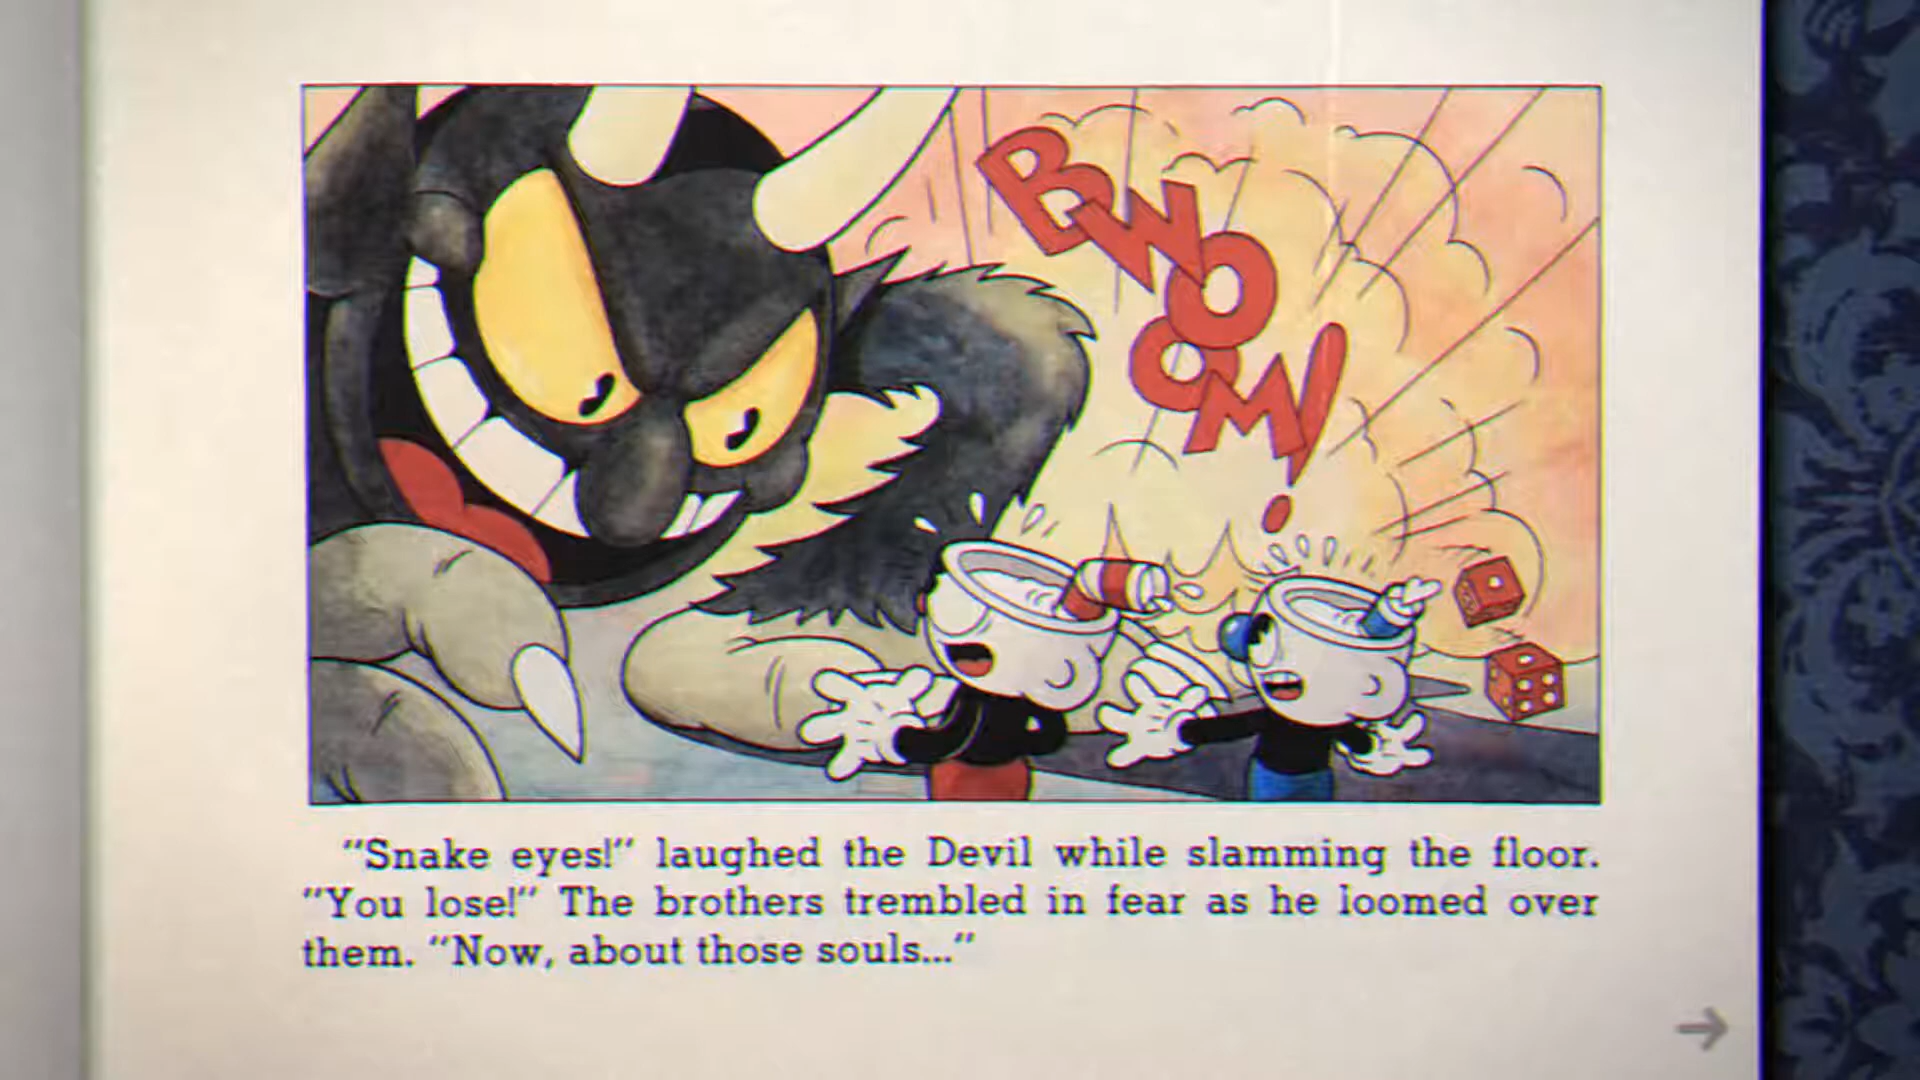 BWOOM!
"Snake eyes!" laughed the Devil while slamming the floor.
"You lose!" The brothers trembled in fear as he loomed over
them. "Now, about those souls..."